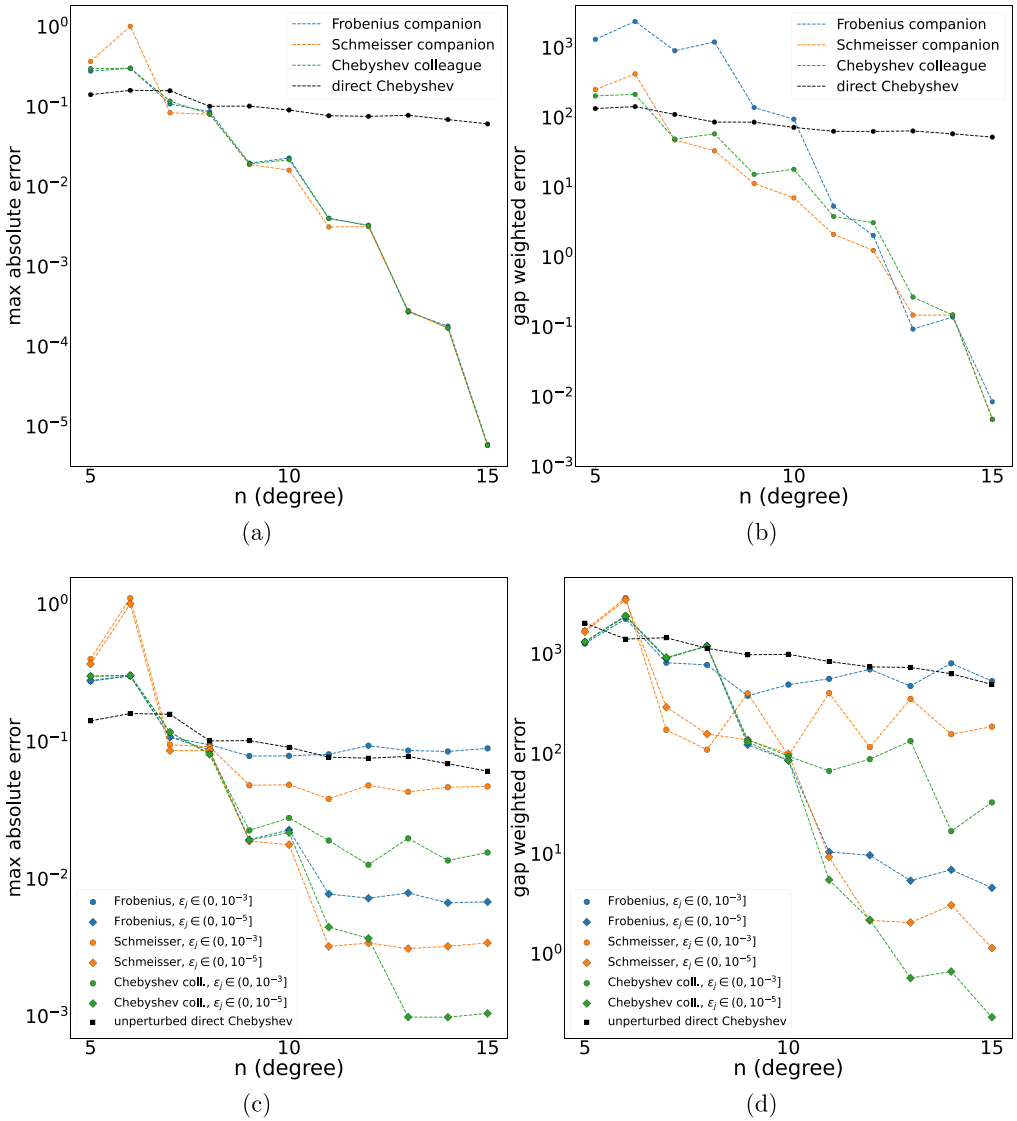 10^0
10^-1
10^-2
10^-3
10^-4
10^-5
max absolute error
Frobenius companion
Schmeisser companion
Chebyshev colleague
direct Chebyshev
5
10
15
n (degree)
(a)
10^3
10^2
10^1
10^0
10^-1
10^-2
10^-3
gap weighted error
Frobenius companion
Schmeisser companion
Chebyshev colleague
direct Chebyshev
5
10
15
n (degree)
(b)
10^0
10^-1
10^-2
10^-3
max absolute error
Frobenius, ε_j ∈ (0, 10^-3]
Frobenius, ε_j ∈ (0, 10^-5]
Schmeisser, ε_j ∈ (0, 10^-3]
Schmeisser, ε_j ∈ (0, 10^-5]
Chebyshev coll., ε_j ∈ (0, 10^-3]
Chebyshev coll., ε_j ∈ (0, 10^-5]
unperturbed direct Chebyshev
5
10
15
n (degree)
(c)
10^3
10^2
10^1
10^0
gap weighted error
Frobenius, ε_j ∈ (0, 10^-3]
Frobenius, ε_j ∈ (0, 10^-5]
Schmeisser, ε_j ∈ (0, 10^-3]
Schmeisser, ε_j ∈ (0, 10^-5]
Chebyshev coll., ε_j ∈ (0, 10^-3]
Chebyshev coll., ε_j ∈ (0, 10^-5]
unperturbed direct Chebyshev
5
10
15
n (degree)
(d)